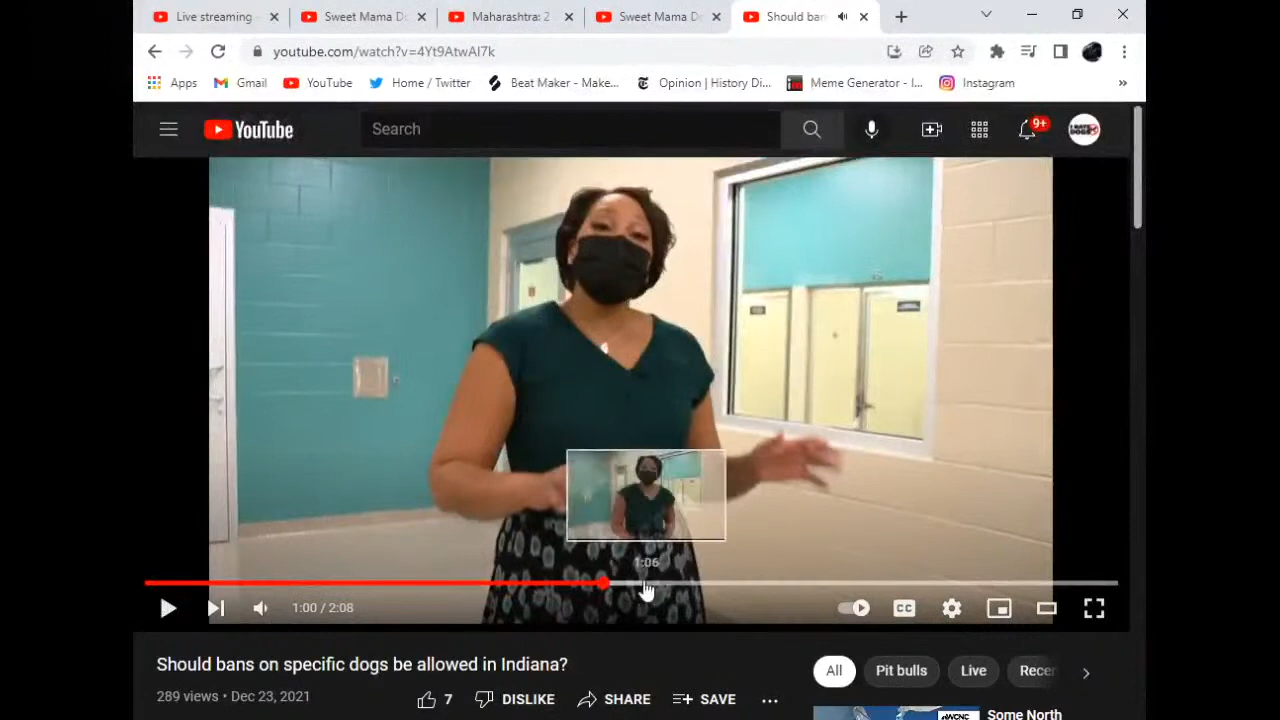 Live streaming
Sweet Mama D
Maharashtra: 2
Sweet Mama D
Should ban
youtube.com/watch?v=4Yt9AtwAI7k
Apps
Gmail
YouTube
Home / Twitter
Beat Maker - Make...
Opinion | History Di...
Meme Generator - I...
Instagram
»
YouTube
Search
9+
1:06
1:00 / 2:08
CC
Should bans on specific dogs be allowed in Indiana?
All
Pit bulls
Live
Recen
289 views • Dec 23, 2021
7
DISLIKE
SHARE
SAVE
...
WCNC
Some North